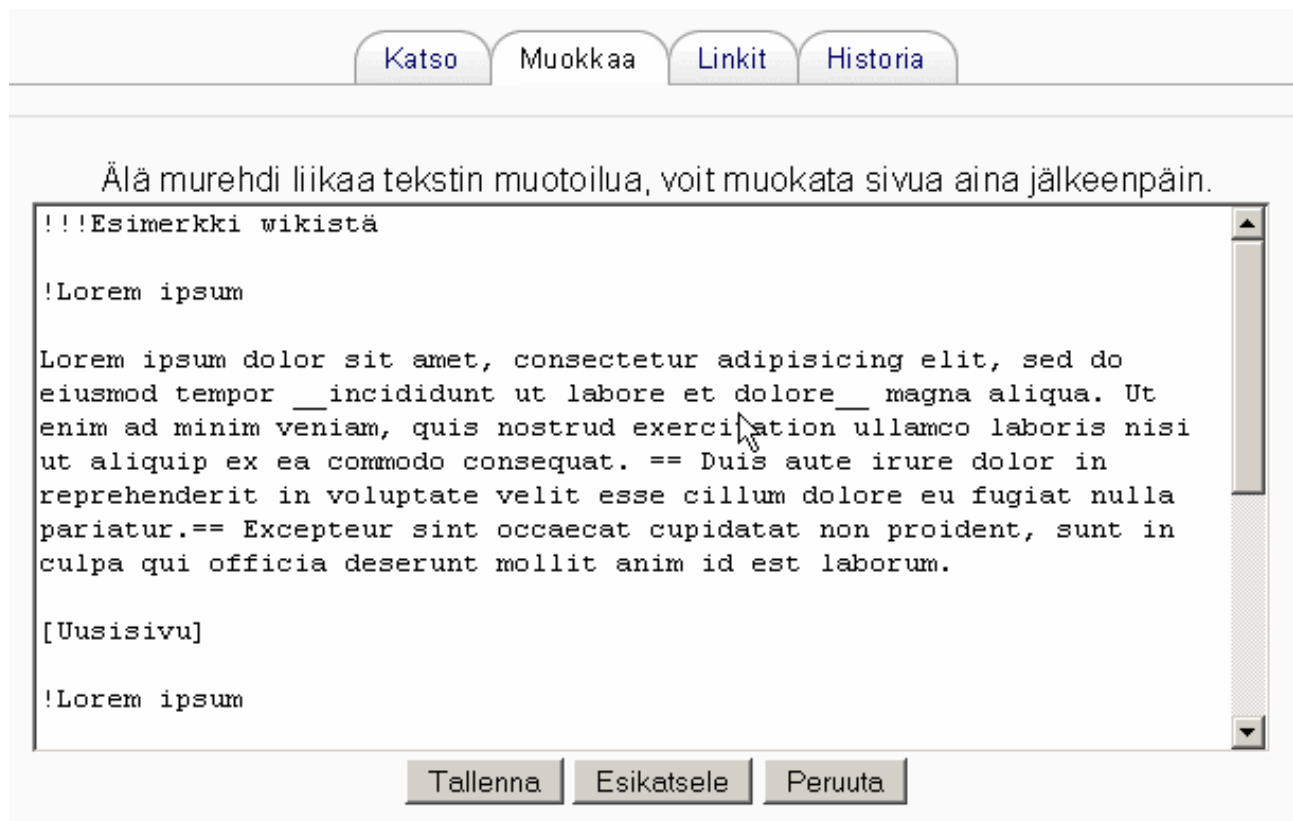 Katso Muokkaa Linkit Historia
Älä murehdi liikaa tekstin muotoilua, voit muokata sivua aina jälkeenpäin.
!!!Esimerkki wikistä
!Lorem ipsum
Lorem ipsum dolor sit amet, consectetur adipisicing elit, sed do
eiusmod tempor __incididunt ut labore et dolore__ magna aliqua. Ut
enim ad minim veniam, quis nostrud exercitation ullamco laboris nisi
ut aliquip ex ea commodo consequat. == Duis aute irure dolor in
reprehenderit in voluptate velit esse cillum dolore eu fugiat nulla
pariatur.== Excepteur sint occaecat cupidatat non proident, sunt in
culpa qui officia deserunt mollit anim id est laborum.
[Uusisivu]
!Lorem ipsum
Tallenna Esikatsele Peruuta